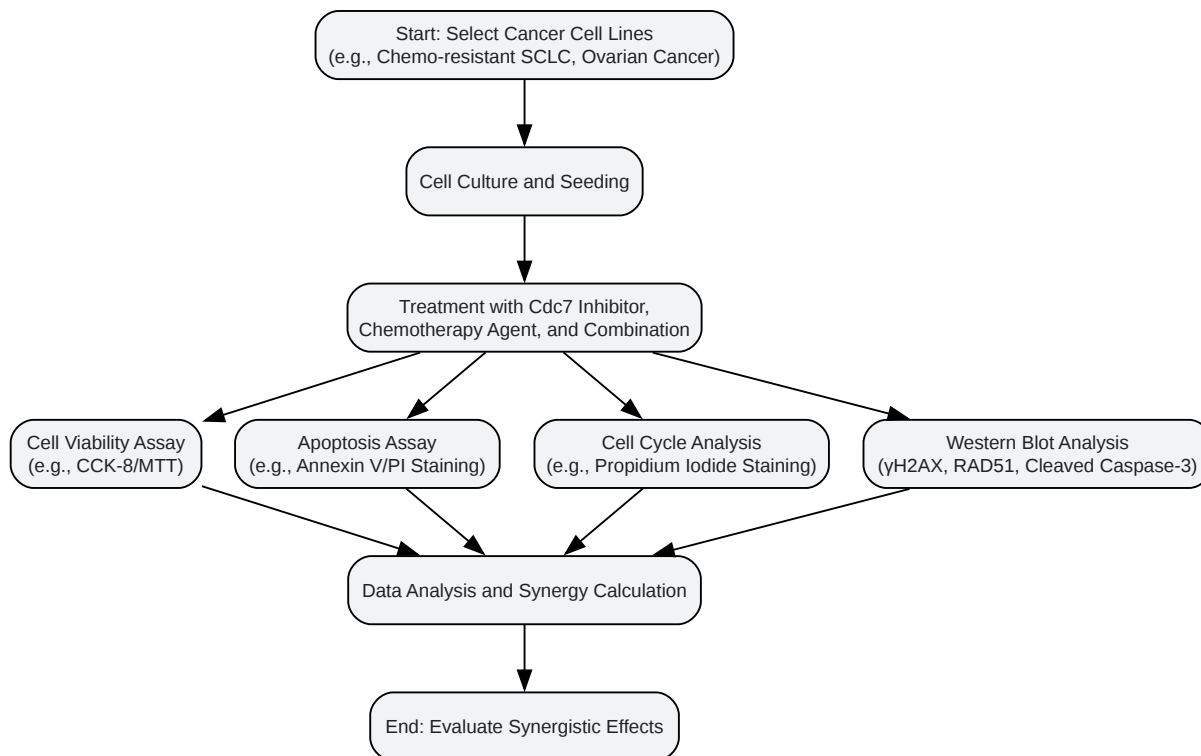 Start: Select Cancer Cell Lines
(e.g., Chemo-resistant SCLC, Ovarian Cancer)
Cell Culture and Seeding
Treatment with Cdc7 Inhibitor,
Chemotherapy Agent, and Combination
Cell Viability Assay
(e.g., CCK-8/MTT)
Apoptosis Assay
(e.g., Annexin V/PI Staining)
Cell Cycle Analysis
(e.g., Propidium Iodide Staining)
Western Blot Analysis
(γH2AX, RAD51, Cleaved Caspase-3)
Data Analysis and Synergy Calculation
End: Evaluate Synergistic Effects